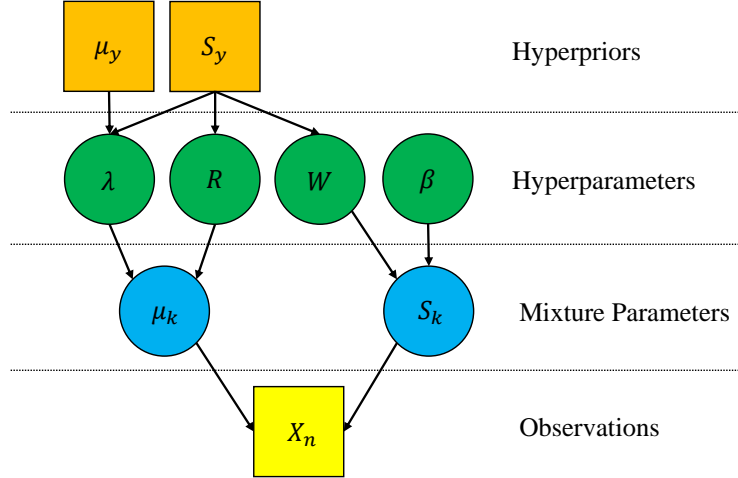 μ_y S_y Hyperpriors
λ R W β Hyperparameters
μ_k S_k Mixture Parameters
X_n Observations